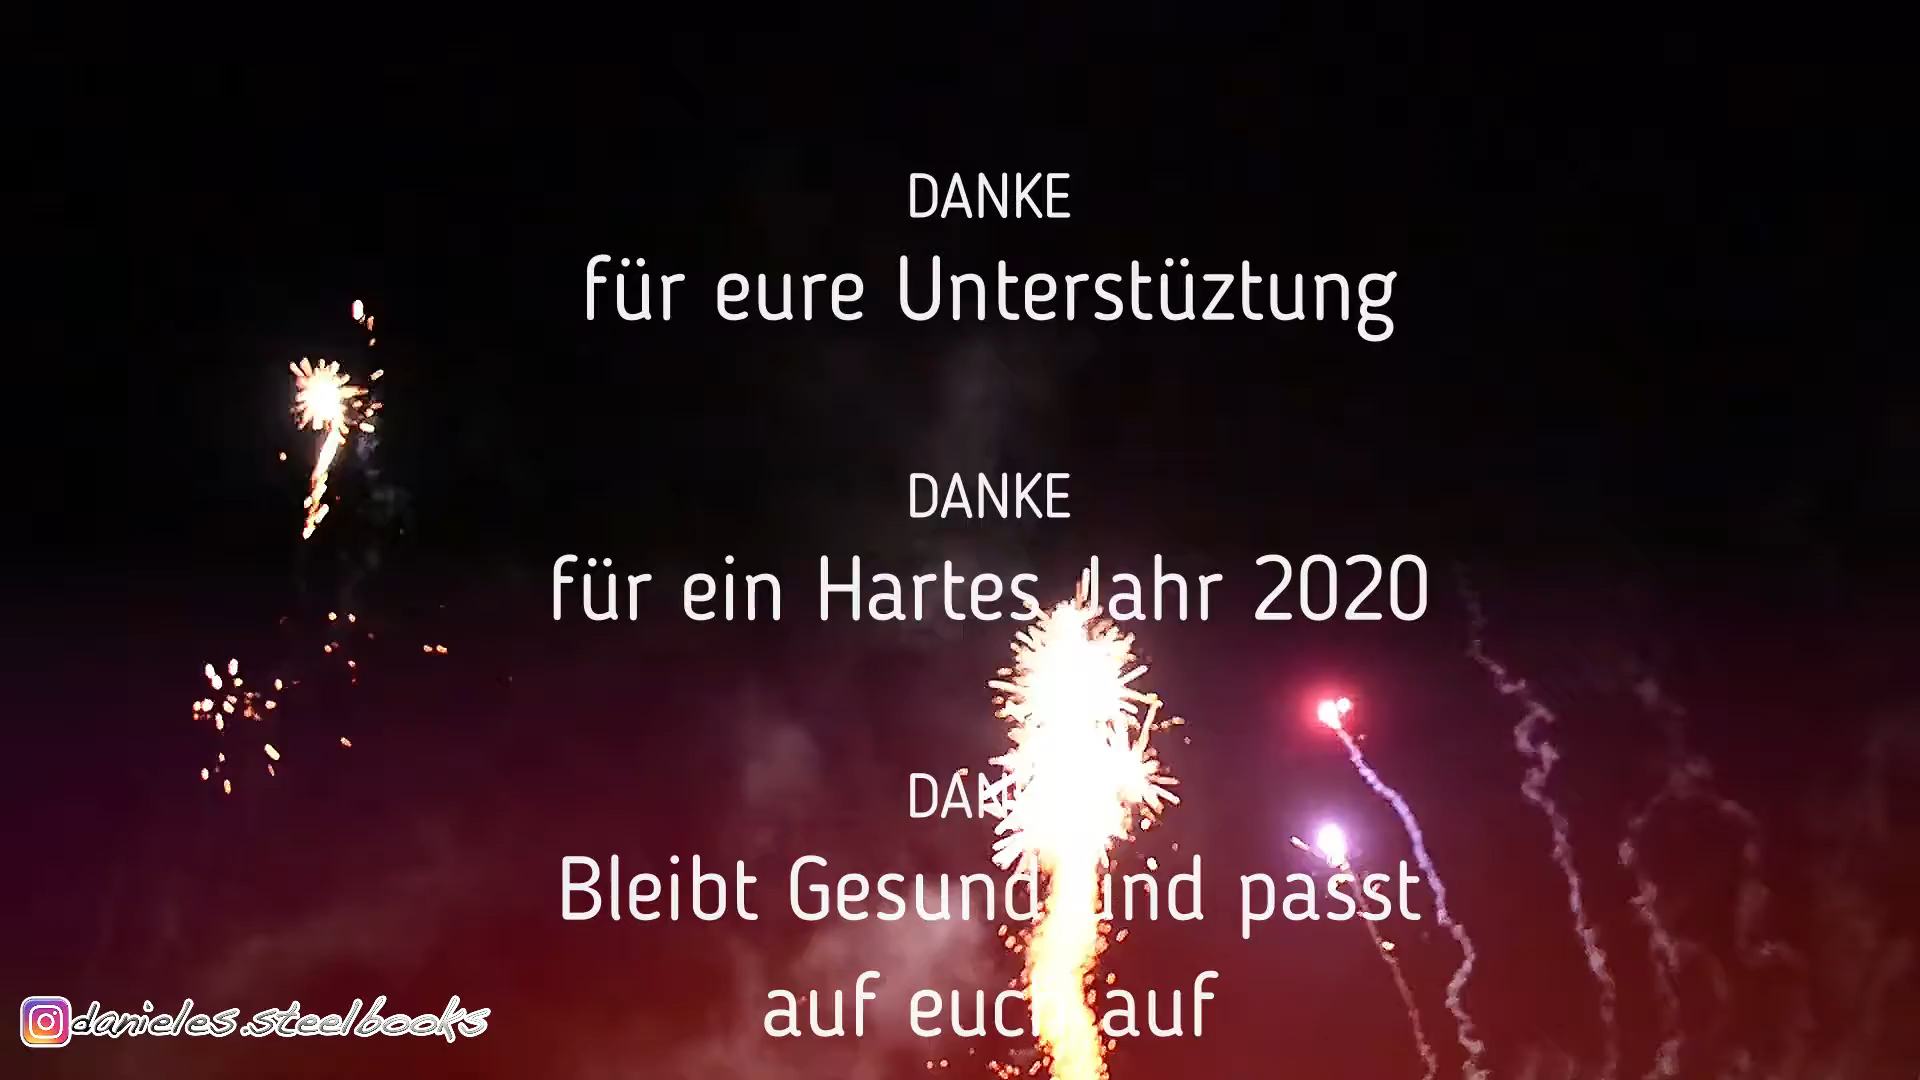 DANKE
für eure Unterstüztung
DANKE
für ein Hartes Jahr 2020
DANKE
Bleibt Gesund und passt
auf euch auf
danieles.steelbooks